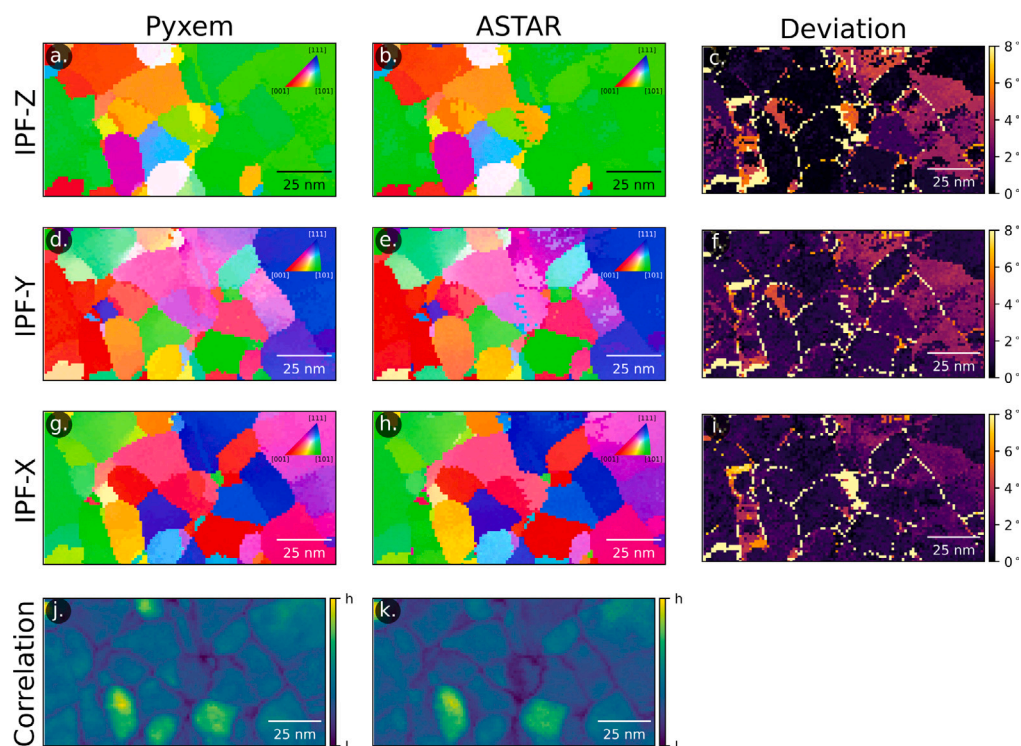 Pyxem ASTAR Deviation
IPF-Z
a. [111] [001] [101] 25 nm
b. [111] [001] [101] 25 nm
c. 25 nm
8°
6°
4°
2°
0°
IPF-Y
d. [111] [001] [101] 25 nm
e. [111] [001] [101] 25 nm
f. 25 nm
8°
6°
4°
2°
0°
IPF-X
g. [111] [001] [101] 25 nm
h. [111] [001] [101] 25 nm
i. 25 nm
8°
6°
4°
2°
0°
Correlation
j. 25 nm
h
k. 25 nm
h